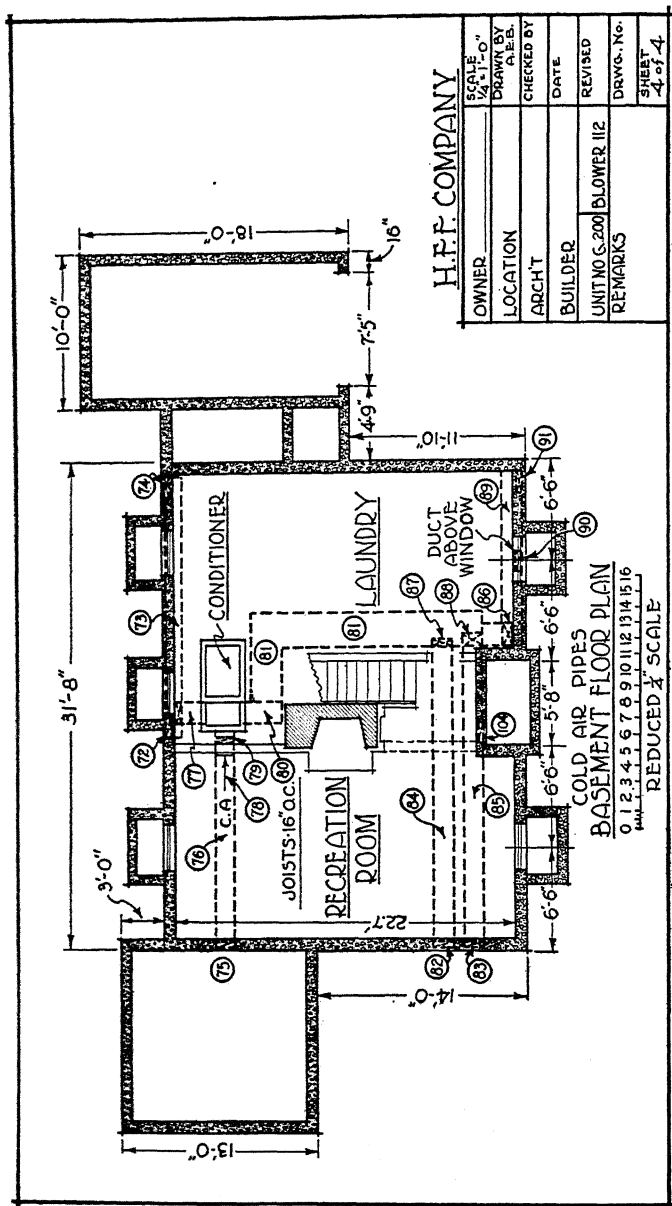 10'-0"
18'-0"
16"
7'-5"
4'-9"
11'-10"
31'-8"
3'-0"
13'-0"
14'-0"
22.7'
72
73
74
75
76
C.A
77
78
79
80
81
81
82
83
84
85
86
87
88
89
90
91
104
CONDITIONER
LAUNDRY
DUCT
ABOVE
WINDOW
JOISTS·16"O.C.
RECREATION
ROOM
6'-6"
6'-6"
5'-8"
6'-6"
6'-6"
COLD AIR PIPES
BASEMENT FLOOR PLAN
0 1 2 3 4 5 6 7 8 9 10 11 12 13 14 15 16
REDUCED ¼" SCALE
H.F.F. COMPANY
OWNER
SCALE
¼"=1'-0"
LOCATION
DRAWN BY
A.E.B.
ARCH'T
CHECKED BY
BUILDER
DATE
UNIT NO G.200 BLOWER 112
REVISED
REMARKS
DRWG. No.
SHEET
4 of 4